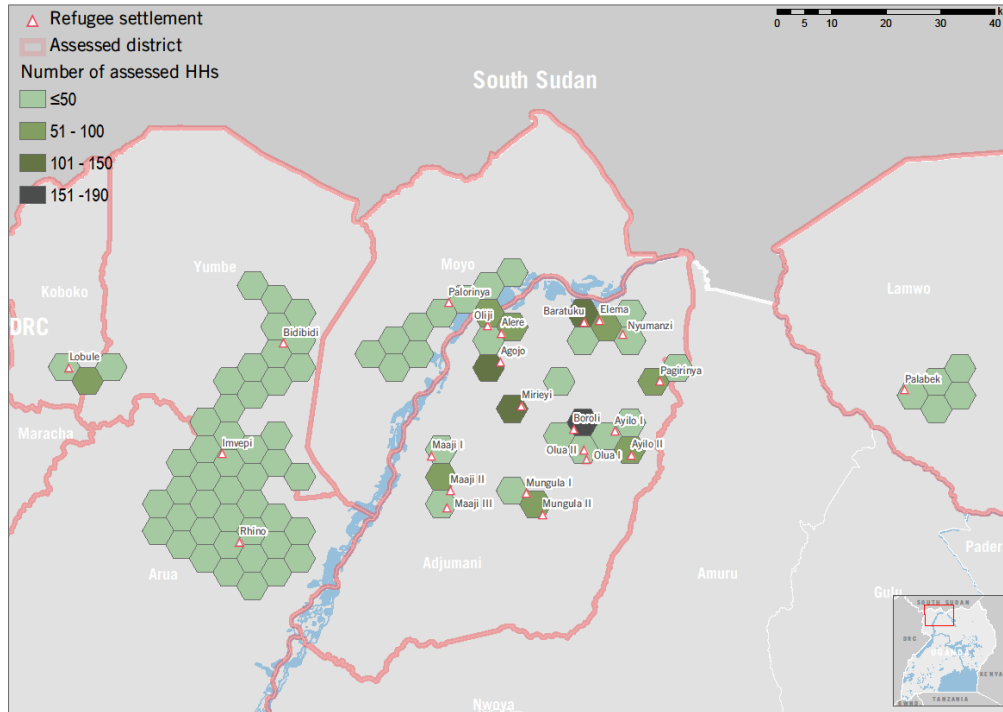 Refugee settlement
Assessed district
Number of assessed HHs
≤50
51 - 100
101 - 150
151 -190
0 5 10 20 30 40
South Sudan
Yumbe
Moyo
Koboko
Lamwo
DRC
Palorinya
Oliji
Alere
Baratuku
Elema
Nyumanzi
Bidibidi
Lobule
Agojo
Pagirinya
Palabek
Mirieyi
Maracha
Boroli
Ayilo I
Imvepi
Maaji I
Olua II
Olua I
Ayilo II
Maaji II
Mungula I
Maaji III
Mungula II
Rhino
Pader
Arua
Adjumani
Amuru
Gulu
SOUTH SUDAN
DRC
UGANDA
KENYA
TANZANIA
Nwoya